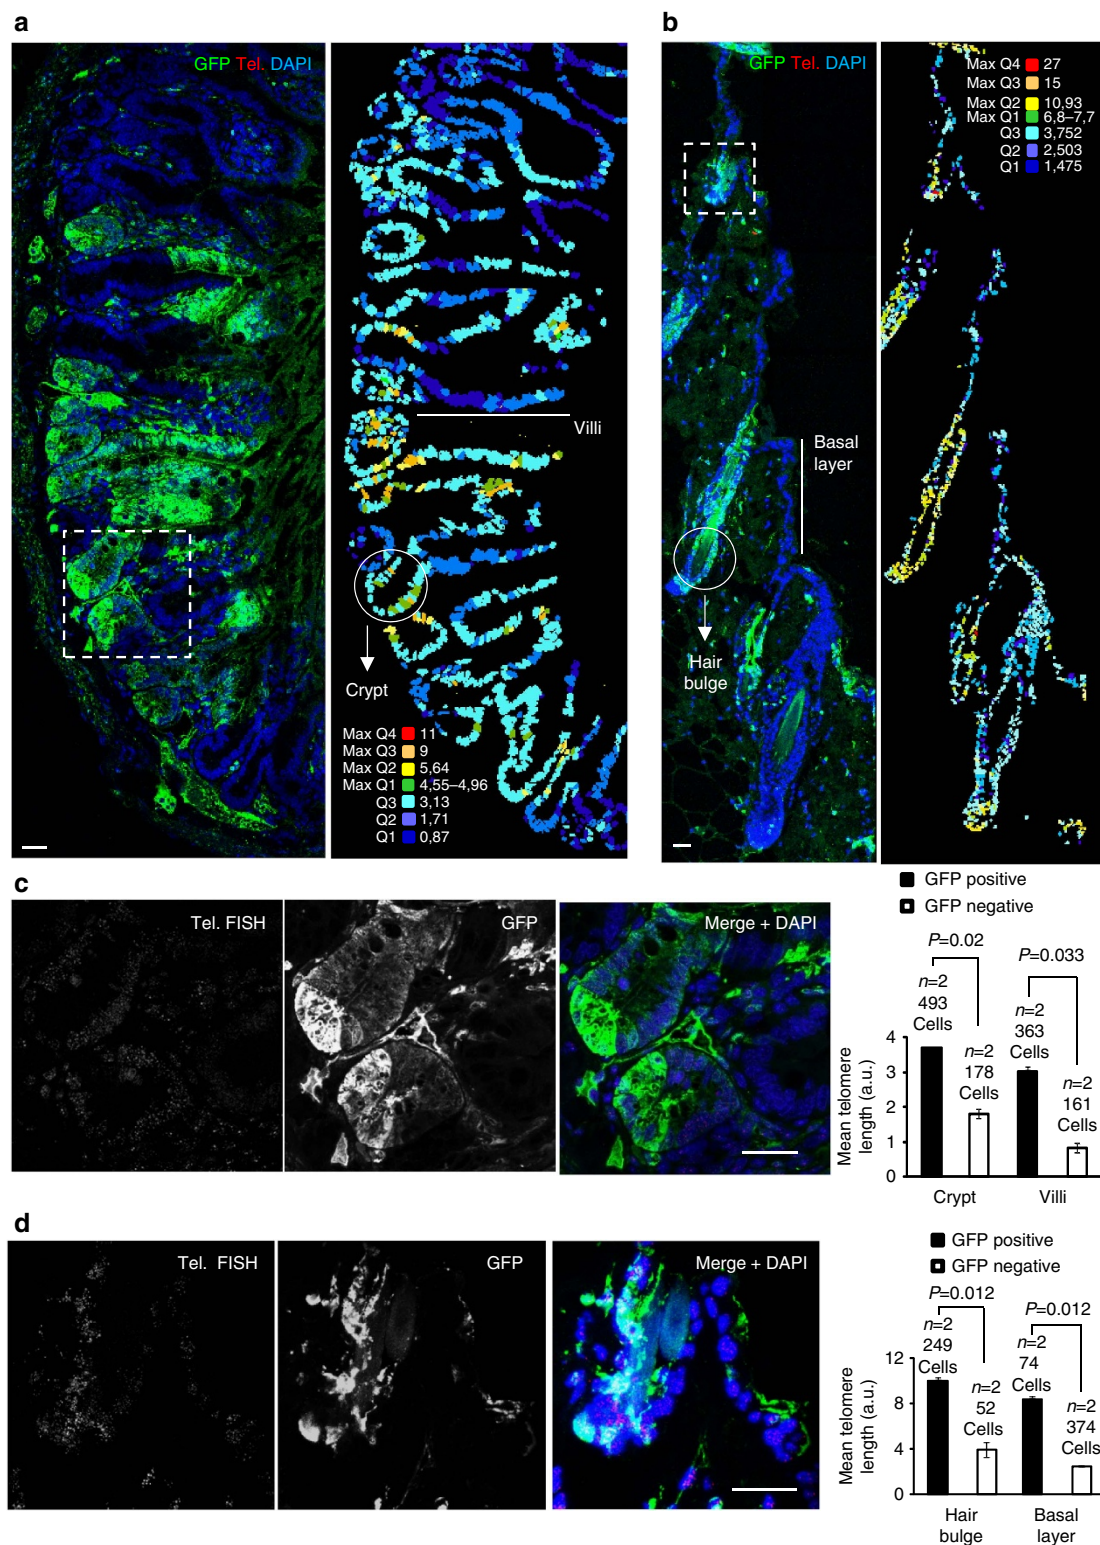 a
GFP Tel. DAPI
Villi
Crypt
Max Q4 11
Max Q3 9
Max Q2 5,64
Max Q1 4,55–4,96
Q3 3,13
Q2 1,71
Q1 0,87
b
GFP Tel. DAPI
Max Q4 27
Max Q3 15
Max Q2 10,93
Max Q1 6,8–7,7
Q3 3,752
Q2 2,503
Q1 1,475
Basal
layer
Hair
bulge
c
Tel. FISH
GFP
Merge + DAPI
GFP positive
GFP negative
P=0.02
P=0.033
n=2
493
Cells
n=2
178
Cells
n=2
363
Cells
n=2
161
Cells
Mean telomere
length (a.u.)
4
3
2
1
0
Crypt
Villi
d
Tel. FISH
GFP
Merge + DAPI
GFP positive
GFP negative
P=0.012
P=0.012
n=2
249
Cells
n=2
52
Cells
n=2
74
Cells
n=2
374
Cells
Mean telomere
length (a.u.)
12
8
4
0
Hair
bulge
Basal
layer